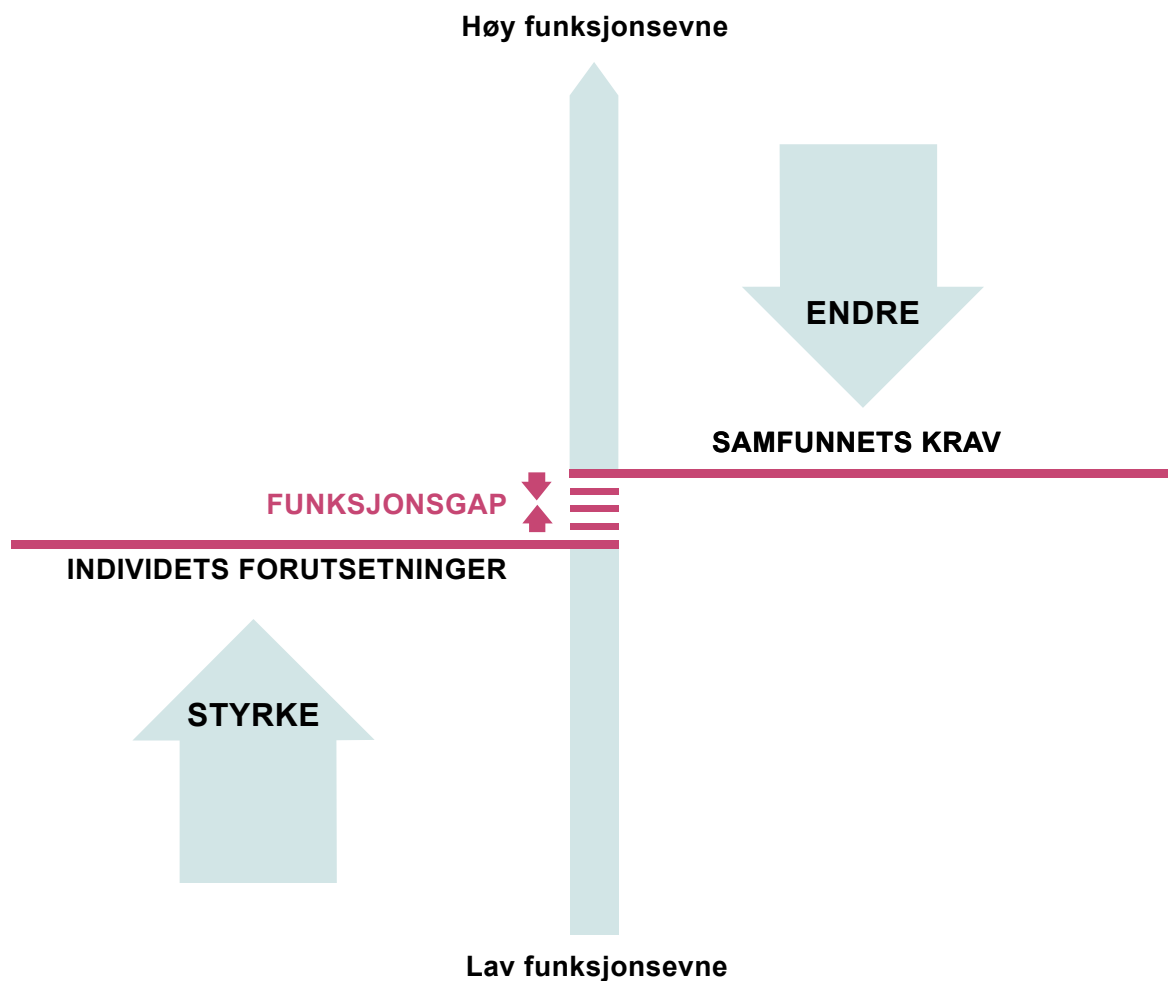 Høy funksjonsevne
ENDRE
SAMFUNNETS KRAV
FUNKSJONSGAP
INDIVIDETS FORUTSETNINGER
STYRKE
Lav funksjonsevne